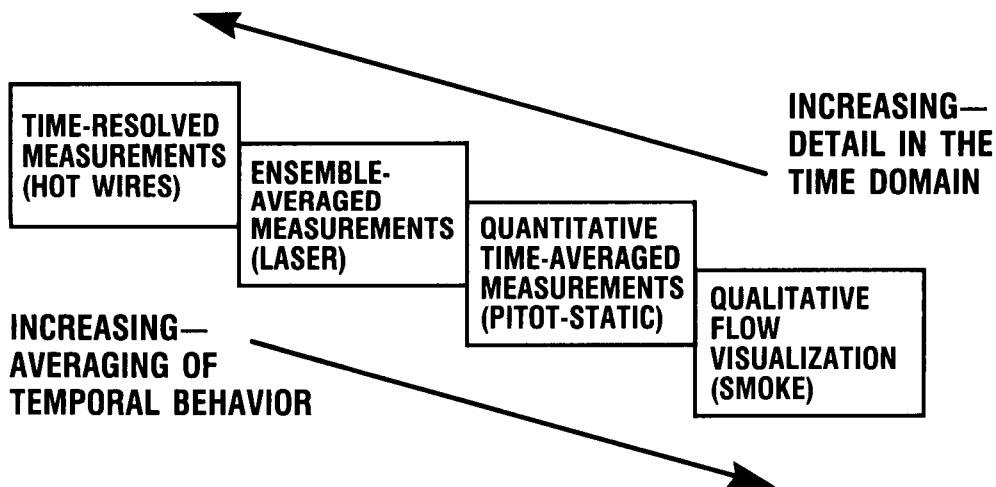 INCREASING—
DETAIL IN THE
TIME DOMAIN
TIME-RESOLVED
MEASUREMENTS
(HOT WIRES)
ENSEMBLE-
AVERAGED
MEASUREMENTS
(LASER)
QUANTITATIVE
TIME-AVERAGED
MEASUREMENTS
(PITOT-STATIC)
QUALITATIVE
FLOW
VISUALIZATION
(SMOKE)
INCREASING—
AVERAGING OF
TEMPORAL BEHAVIOR